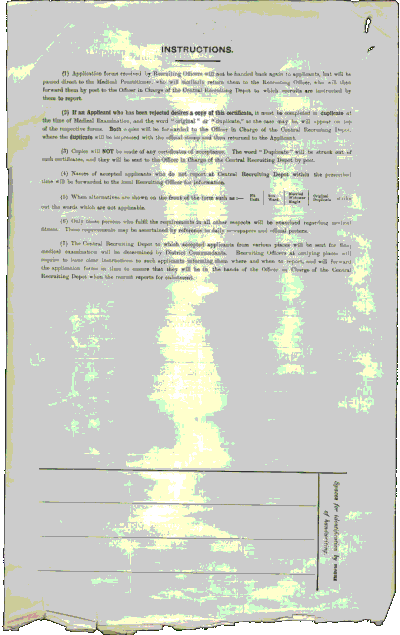 INSTRUCTIONS.
(1) Application forms received by Recruiting Officers will not be handed back again to applicants, but will be
passed direct to the Medical Practitioner, who will similarly return them to the Recruiting Officer, who will then
forward them by post to the Officer in Charge of the Central Recruiting Depot to which recruits are instructed by
them to report.
(2) If an Applicant who has been rejected desires a copy of this certificate, it must be completed in duplicate at
the time of Medical Examination, and the word "original" or "duplicate," as the case may be, will appear on top
of the respective forms. Both copies will be forwarded to the Officer in Charge of the Central Recruiting Depot,
where the duplicate will be impressed with the official stamp and then returned to the Applicant.
(3) Copies will NOT be made of any certificates of acceptance. The word "Duplicate" will be struck out of
such certificates, and they will be sent to the Officer in Charge of the Central Recruiting Depot by post.
(4) Names of accepted applicants who do not report at Central Recruiting Depot within the prescribed
time will be forwarded to the local Recruiting Officer for information.
(5) When alternatives are shown on the front of the form such as:— Fit Unfit Original Duplicate strike
out the words which are not applicable.
(6) Only those persons who fulfil the requirements in all other respects will be examined regarding medical
fitness. These requirements may be ascertained by reference to daily newspapers and official posters.
(7) The Central Recruiting Depot to which accepted applicants from various places will be sent for final
medical examination will be determined by District Commandants. Recruiting Officers at outlying places will
require to issue clear instructions to such applicants informing them where and when to report, and will forward
the application forms in time to ensure that they will be in the hands of the Officer in Charge of the Central
Recruiting Depot when the recruit reports for enlistment.
Space for identification by means
of handwriting.